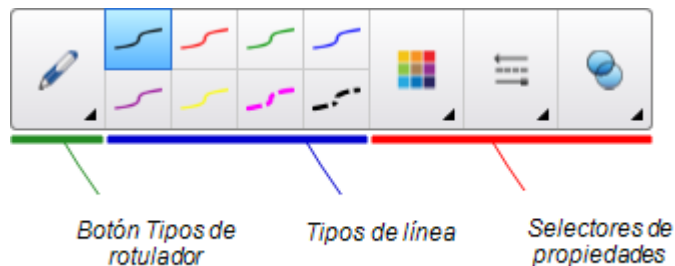 Botón Tipos de
rotulador
Tipos de línea
Selectores de
propiedades